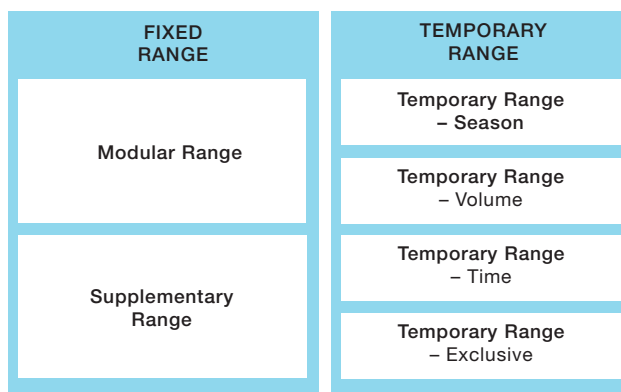 FIXED
RANGE
Modular Range
Supplementary
Range
TEMPORARY
RANGE
Temporary Range
– Season
Temporary Range
– Volume
Temporary Range
– Time
Temporary Range
– Exclusive